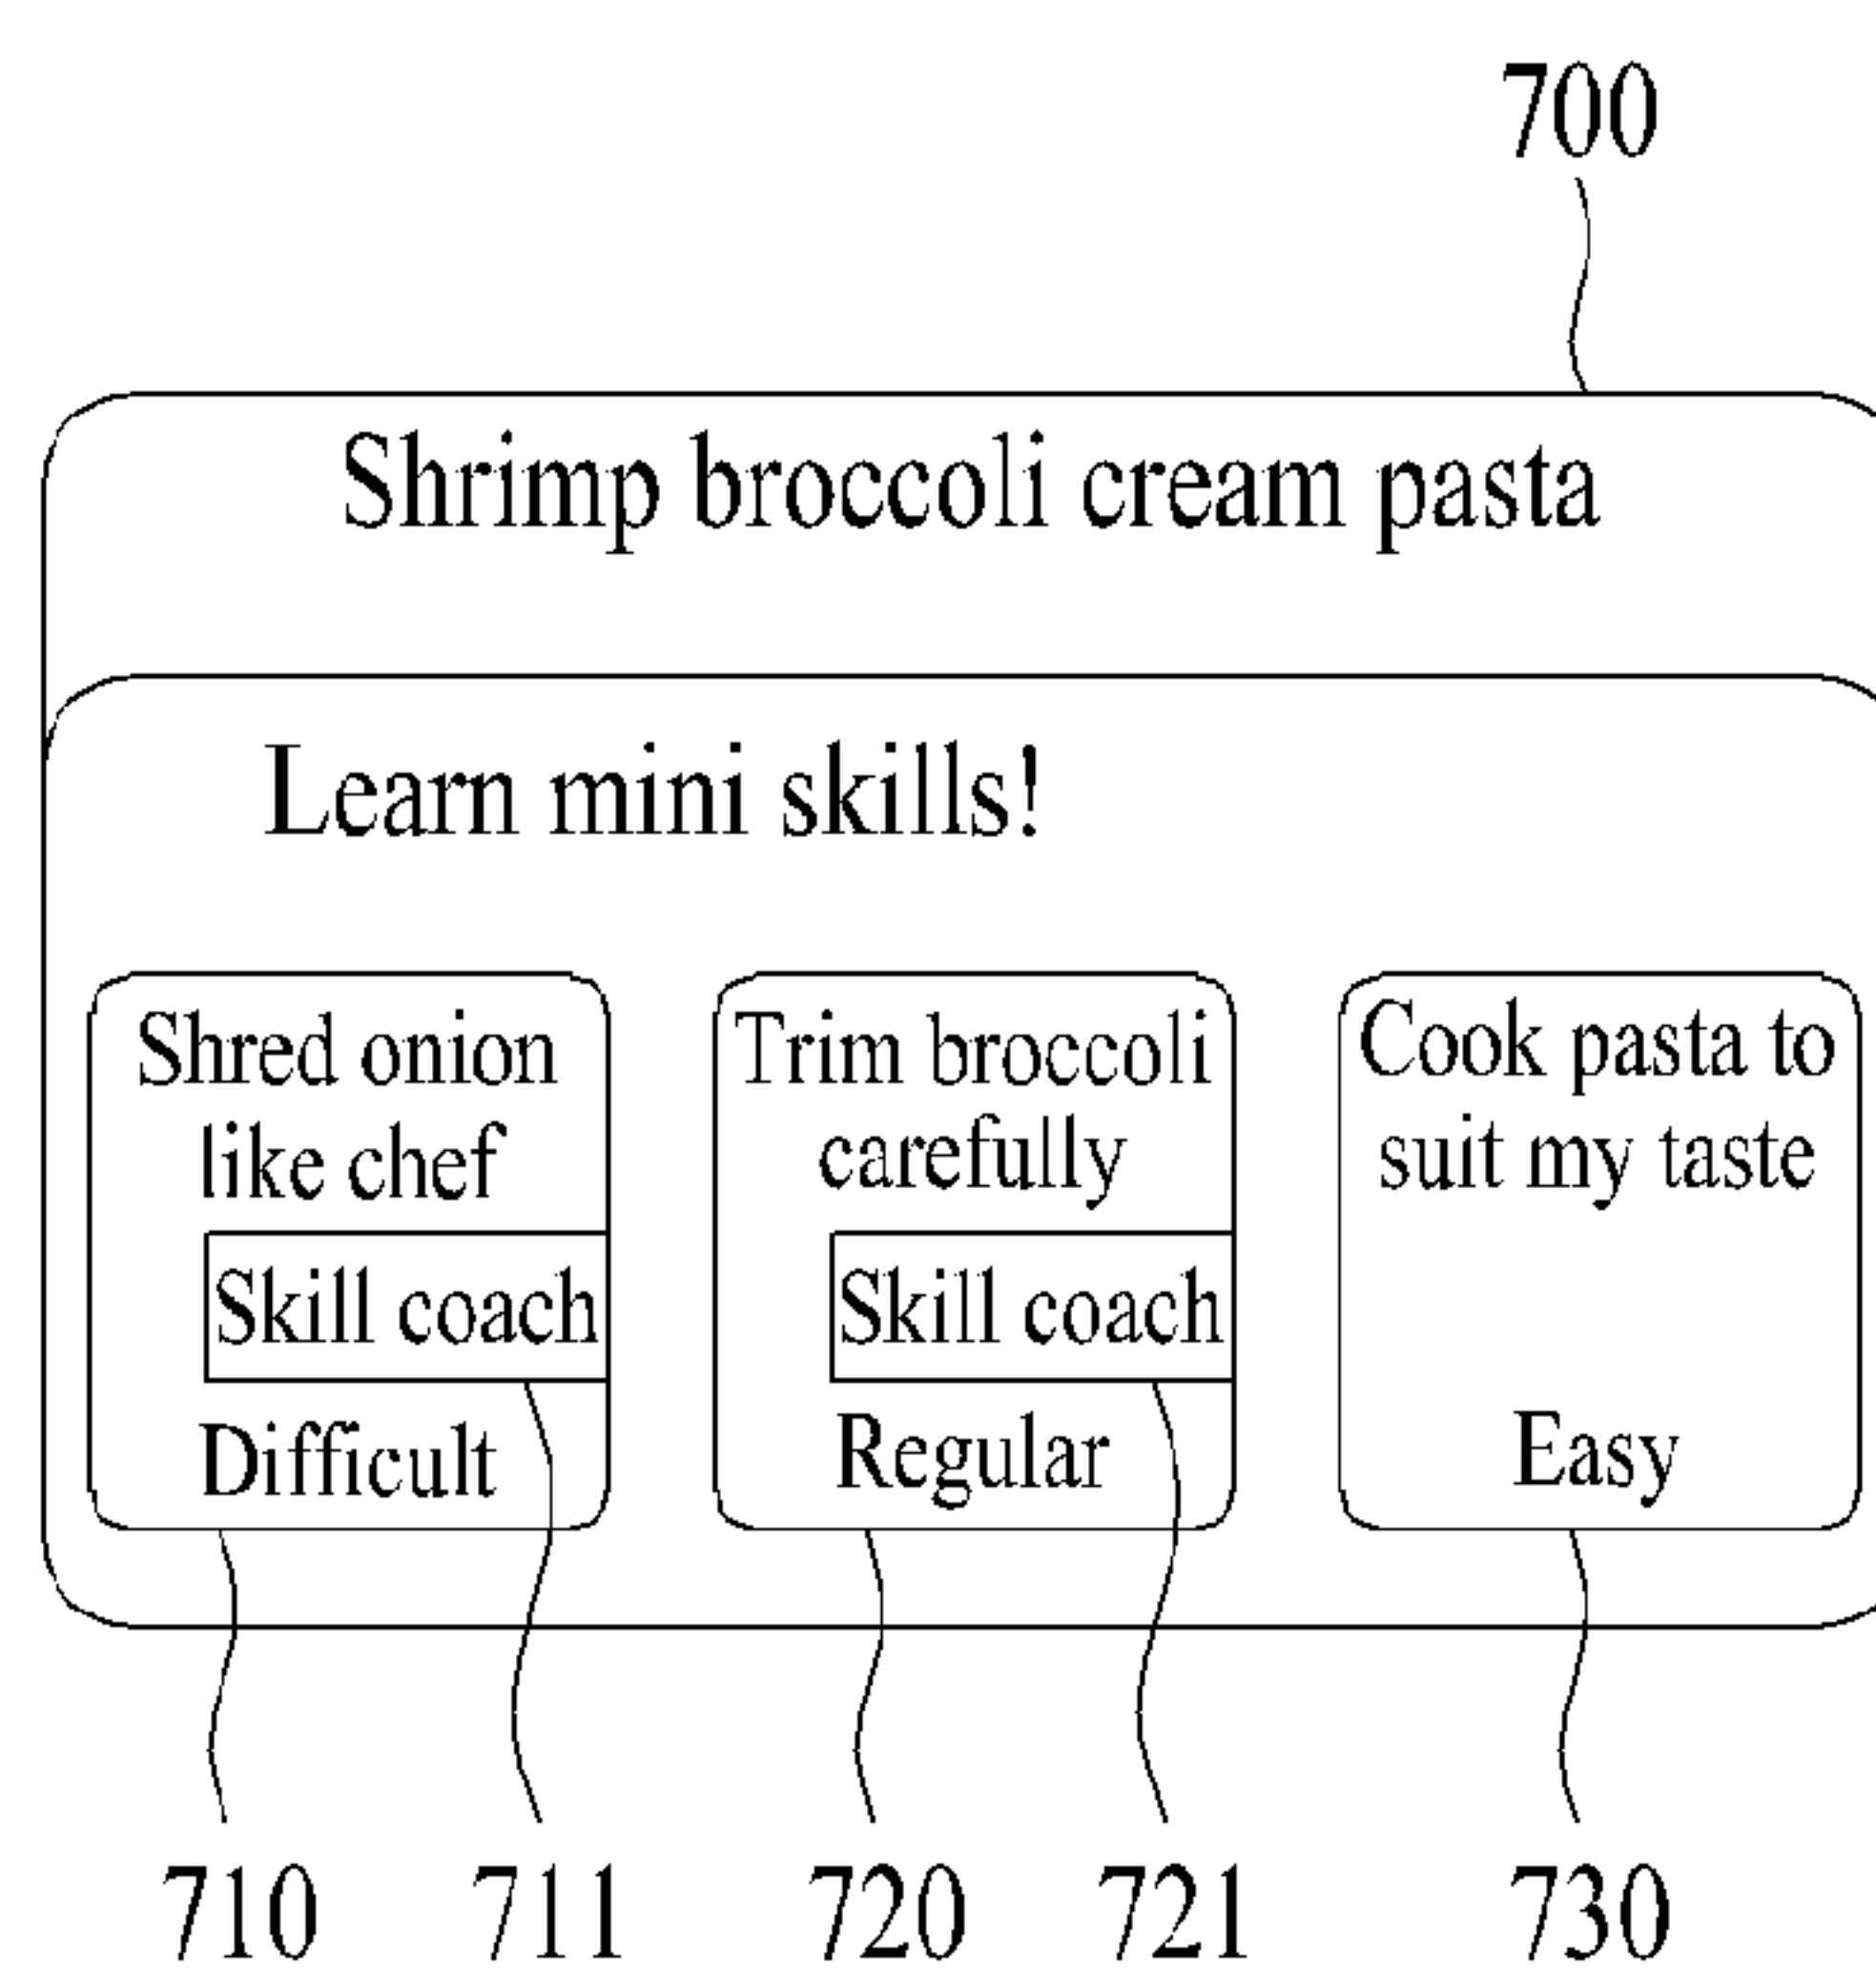 700
Shrimp broccoli cream pasta
Learn mini skills!
Shred onion
like chef
Skill coach
Difficult
Trim broccoli
carefully
Skill coach
Regular
Cook pasta to
suit my taste
Easy
710 711 720 721 730